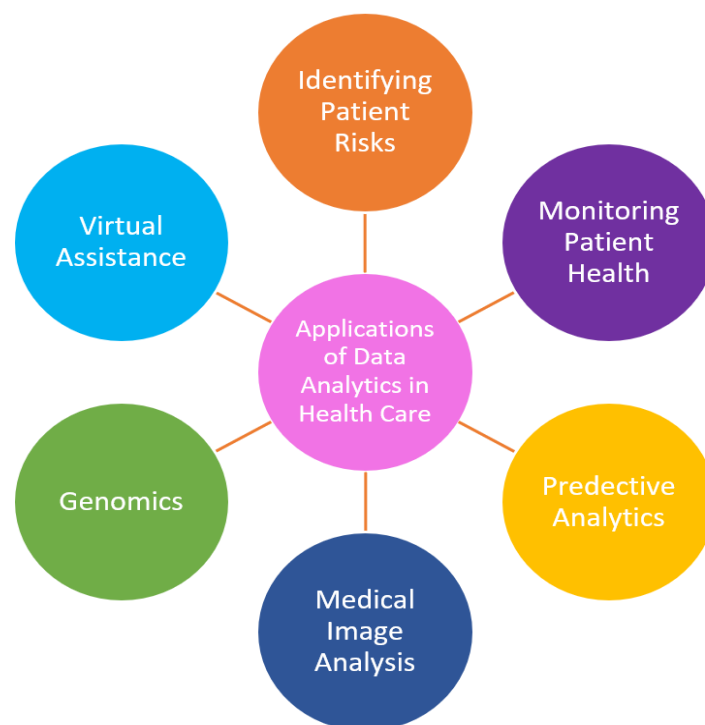 Identifying
Patient
Risks
Virtual
Assistance
Monitoring
Patient
Health
Applications
of Data
Analytics in
Health Care
Genomics
Predective
Analytics
Medical
Image
Analysis